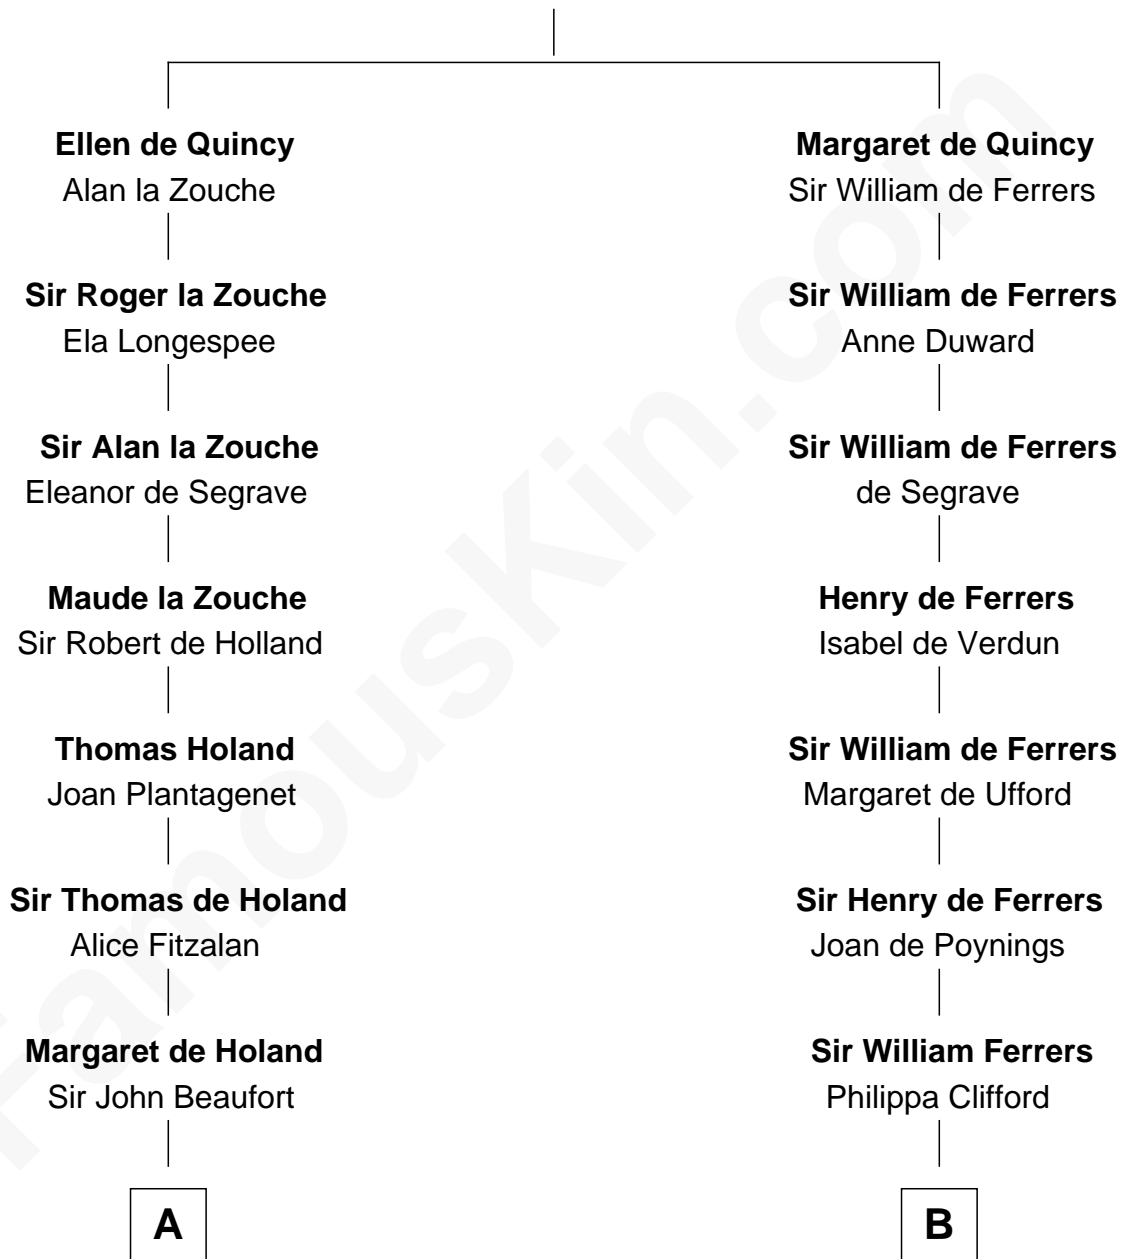 Ellen de Quincy
Alan la Zouche
Sir Roger la Zouche
Ela Longespee
Sir Alan la Zouche
Eleanor de Segrave
Maude la Zouche
Sir Robert de Holland
Thomas Holand
Joan Plantagenet
Sir Thomas de Holand
Alice Fitzalan
Margaret de Holand
Sir John Beaufort
A
Margaret de Quincy
Sir William de Ferrers
Sir William de Ferrers
Anne Duward
Sir William de Ferrers
de Segrave
Henry de Ferrers
Isabel de Verdun
Sir William de Ferrers
Margaret de Ufford
Sir Henry de Ferrers
Joan de Poynings
Sir William Ferrers
Philippa Clifford
B
FamousKin.com